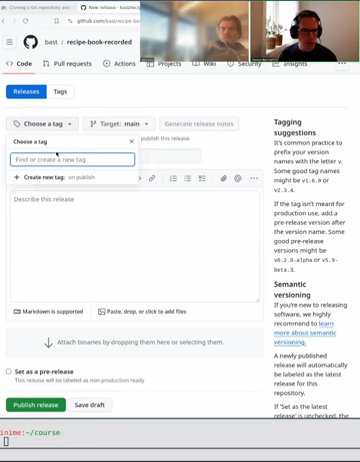 Cloning a Git repository an
New release · bast/recipe-bo
github.com/bast/recipe-bo
bast / recipe-book-recorded
Code
Pull requests
Actions
Projects
Wiki
Security
Insights
Releases
Tags
Choose a tag
Target: main
Generate release notes
publish this release.
Choose a tag
Find or create a new tag
Create new tag: on publish
Describe this release
Markdown is supported
Paste, drop, or click to add files
Attach binaries by dropping them here or selecting them.
Set as a pre-release
This release will be labeled as non-production ready
Publish release
Save draft
Tagging
suggestions
It's common practice
to prefix your version
names with the letter v.
Some good tag
names might be v1.0.0 or
v2.3.4.
If the tag isn't meant
for production use, add a
pre-release version
after the version name.
Some good pre-
release versions might
be v0.2.0-alpha or v5.9-
beta.3.
Semantic
versioning
If you're new to releasing
software, we highly
recommend to learn
more about semantic
versioning.
A newly published
release will automatically
be labeled as the latest
release for this
repository.
If 'Set as the latest
release' is unchecked, the
inime:~/course